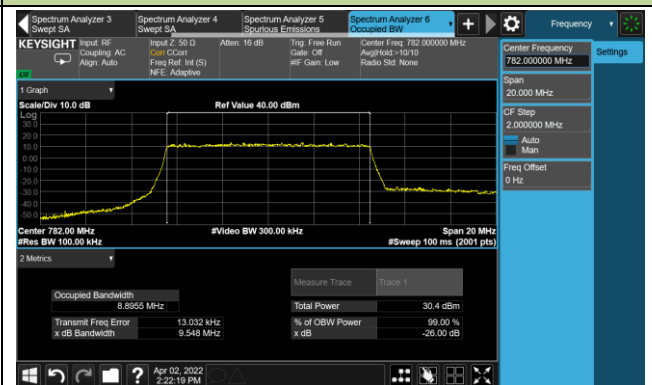 Spectrum Analyzer 3
Swept SA
Spectrum Analyzer 4
Swept SA
Spectrum Analyzer 5
Spurious Emissions
Spectrum Analyzer 6
Occupied BW
Frequency
KEYSIGHT
Input: RF
Coupling: AC
Align: Auto
Input Z: 50 Ω
Corr CCorr
Freq Ref: Int (S)
NFE: Adaptive
Atten: 16 dB
Trig: Free Run
Gate: Off
#IF Gain: Low
Center Freq: 782.000000 MHz
Avg|Hold:>10/10
Radio Std: None
Center Frequency
782.000000 MHz
Settings
Span
20.000 MHz
CF Step
2.000000 MHz
Auto
Man
Freq Offset
0 Hz
1 Graph
Scale/Div 10.0 dB
Ref Value 40.00 dBm
Log
30.0
20.0
10.0
0.00
-10.0
-20.0
-30.0
-40.0
-50.0
Center 782.00 MHz
#Video BW 300.00 kHz
Span 20 MHz
#Res BW 100.00 kHz
#Sweep 100 ms (2001 pts)
2 Metrics
Measure Trace
Trace 1
Occupied Bandwidth
8.8955 MHz
Total Power
30.4 dBm
Transmit Freq Error
13.032 kHz
% of OBW Power
99.00 %
x dB Bandwidth
9.548 MHz
x dB
-26.00 dB
?
Apr 02, 2022
2:22:19 PM